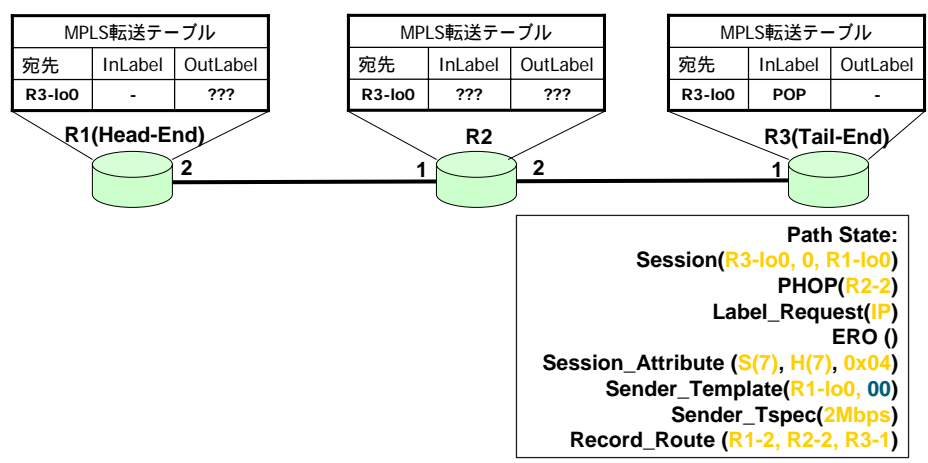 MPLS転送テーブル
宛先 InLabel OutLabel
R3-lo0 - ???
MPLS転送テーブル
宛先 InLabel OutLabel
R3-lo0 ??? ???
MPLS転送テーブル
宛先 InLabel OutLabel
R3-lo0 POP -
R1(Head-End)
R2
R3(Tail-End)
2
1
2
1
Path State:
Session(R3-lo0, 0, R1-lo0)
PHOP(R2-2)
Label_Request(IP)
ERO ()
Session_Attribute (S(7), H(7), 0x04)
Sender_Template(R1-lo0, 00)
Sender_Tspec(2Mbps)
Record_Route (R1-2, R2-2, R3-1)